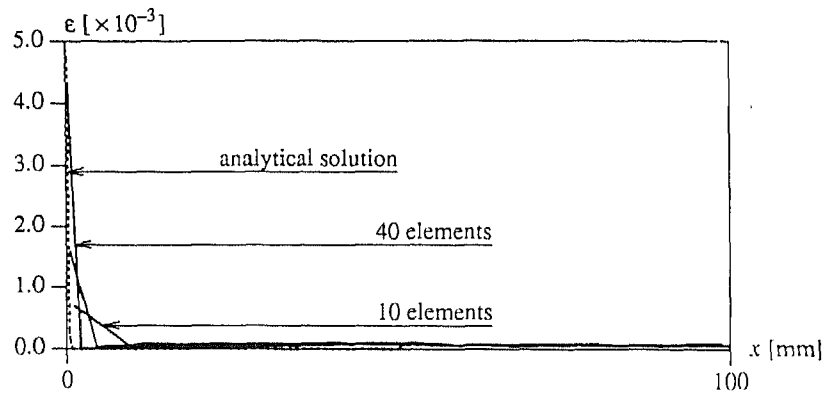 ε [ ×10⁻³]
5.0
4.0
3.0
2.0
1.0
0.0
analytical solution
40 elements
10 elements
x [mm]
0
100